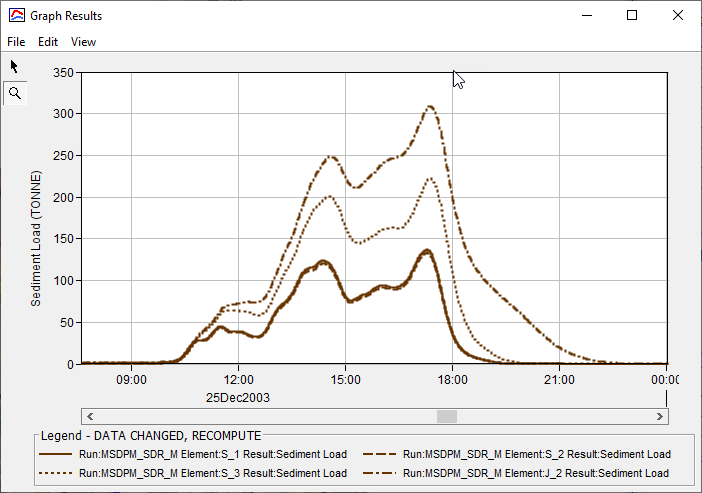 Graph Results
File Edit View
350
300
250
200
150
100
50
0
Sediment Load (TONNE)
09:00 12:00 15:00 18:00 21:00 00:00
25Dec2003
Legend - DATA CHANGED, RECOMPUTE
Run:MSDPM_SDR_M Element:S_1 Result:Sediment Load
Run:MSDPM_SDR_M Element:S_2 Result:Sediment Load
Run:MSDPM_SDR_M Element:S_3 Result:Sediment Load
Run:MSDPM_SDR_M Element:J_2 Result:Sediment Load